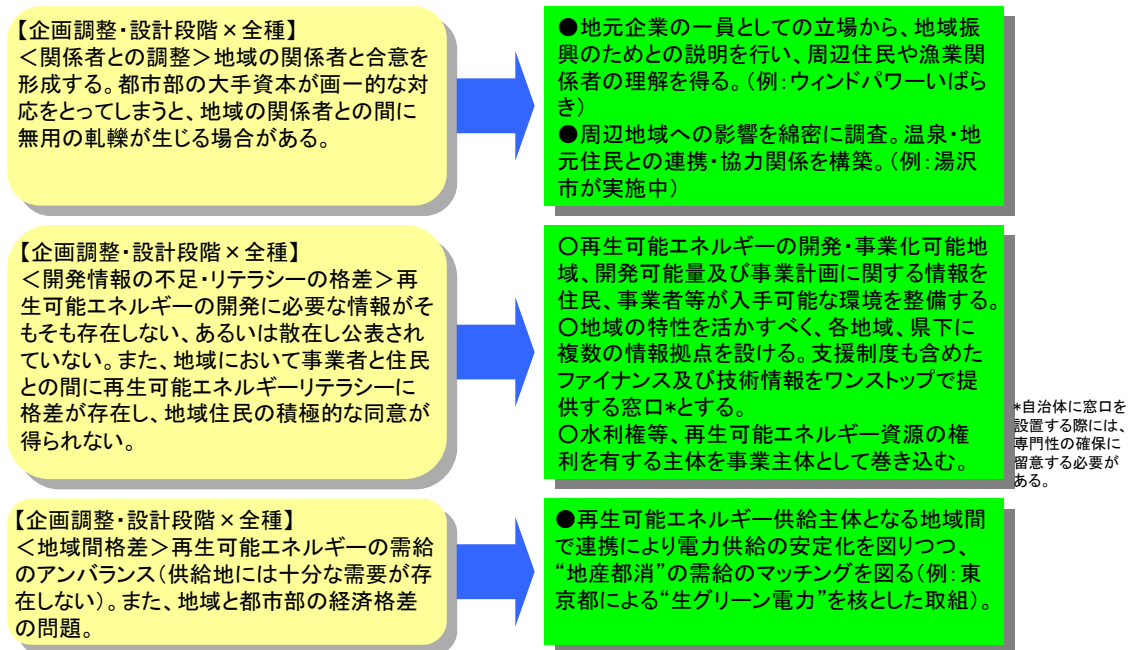 【企画調整・設計段階×全種】
＜関係者との調整＞地域の関係者と合意を
形成する。都市部の大手資本が画一的な対
応をとってしまうと、地域の関係者との間に
無用の軋轢が生じる場合がある。
●地元企業の一員としての立場から、地域振
興のためとの説明を行い、周辺住民や漁業関
係者の理解を得る。（例：ウィンドパワーいばら
き）
●周辺地域への影響を綿密に調査。温泉・地
元住民との連携・協力関係を構築。（例：湯沢
市が実施中）
【企画調整・設計段階×全種】
＜開発情報の不足・リテラシーの格差＞再
生可能エネルギーの開発に必要な情報がそ
もそも存在しない、あるいは散在し公表され
ていない。また、地域において事業者と住民
との間に再生可能エネルギーリテラシーに
格差が存在し、地域住民の積極的な同意が
得られない。
○再生可能エネルギーの開発・事業化可能地
域、開発可能量及び事業計画に関する情報を
住民、事業者等が入手可能な環境を整備する。
○地域の特性を活かすべく、各地域、県下に
複数の情報拠点を設ける。支援制度も含めた
ファイナンス及び技術情報をワンストップで提
供する窓口*とする。
○水利権等、再生可能エネルギー資源の権
利を有する主体を事業主体として巻き込む。
*自治体に窓口を
設置する際には、
専門性の確保に
留意する必要が
ある。
【企画調整・設計段階×全種】
＜地域間格差＞再生可能エネルギーの需給
のアンバランス（供給地には十分な需要が存
在しない）。また、地域と都市部の経済格差
の問題。
●再生可能エネルギー供給主体となる地域間
で連携により電力供給の安定化を図りつつ、
“地産都消”の需給のマッチングを図る（例：東
京都による“生グリーン電力”を核とした取組）。